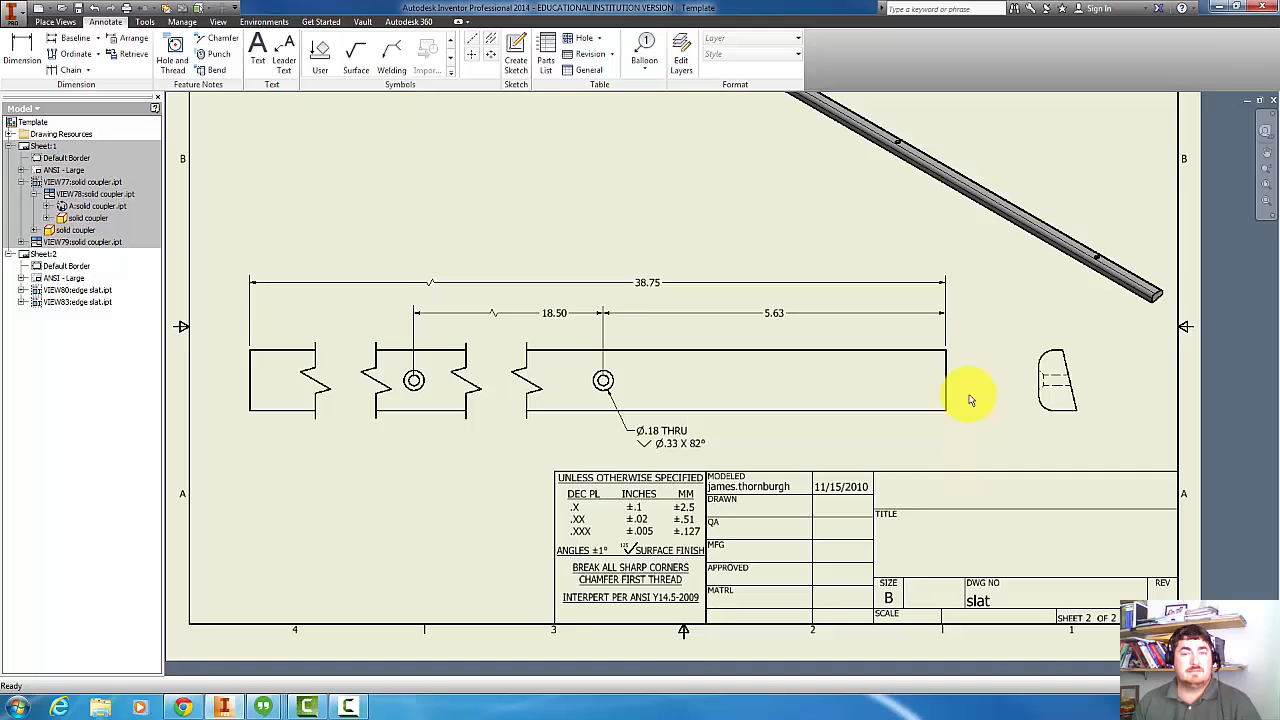 Autodesk Inventor Professional 2014 - EDUCATIONAL INSTITUTION VERSION Template
Type a keyword or phrase
Sign In
PRO
Place Views Annotate Tools Manage View Environments Get Started Vault Autodesk 360
Dimension
Baseline
Ordinate
Chain
Arrange
Retrieve
Dimension
Hole and Thread
Chamfer
Punch
Bend
Feature Notes
Text
Leader Text
Text
User
Surface
Welding
Impor...
Symbols
Create Sketch
Sketch
Parts List
Hole
Revision
General
Table
Balloon
Edit Layers
Layer
Style
Format
Model
Template
Drawing Resources
Sheet:1
Default Border
ANSI - Large
VIEW77:solid coupler.ipt
VIEW78:solid coupler.ipt
A:solid coupler.ipt
solid coupler
solid coupler
VIEW79:solid coupler.ipt
Sheet:2
Default Border
ANSI - Large
VIEW80:edge slat.ipt
VIEW83:edge slat.ipt
B
B
38.75
18.50
5.63
Ø.18 THRU
Ø.33 X 82°
A
A
UNLESS OTHERWISE SPECIFIED
DEC PL INCHES MM
.X ±.1 ±2.5
.XX ±.02 ±.51
.XXX ±.005 ±.127
ANGLES ±1° 125 SURFACE FINISH
BREAK ALL SHARP CORNERS
CHAMFER FIRST THREAD
INTERPERT PER ANSI Y14.5-2009
MODELED
james.thornburgh 11/15/2010
DRAWN
QA
MFG
APPROVED
MATRL
TITLE
SIZE
B
DWG NO
slat
REV
SCALE
SHEET 2 OF 2
4 3 2 1
Ready